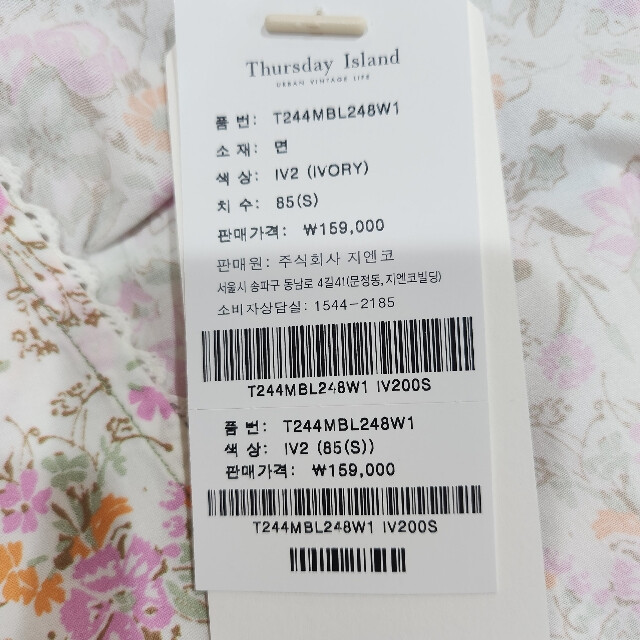 Thursday Island
URBAN VINTAGE LIFE
품 번: T244MBL248W1
소 재: 면
색 상: IV2 (IVORY)
치 수: 85(S)
판매가격: ₩159,000
판매원: 주식회사 지엔코
서울시 송파구 동남로 4길41(문정동,지엔코빌딩)
소비자상담실: 1544-2185
T244MBL248W1 IV200S
품 번: T244MBL248W1
색 상: IV2 (85(S))
판매가격: ₩159,000
T244MBL248W1 IV200S